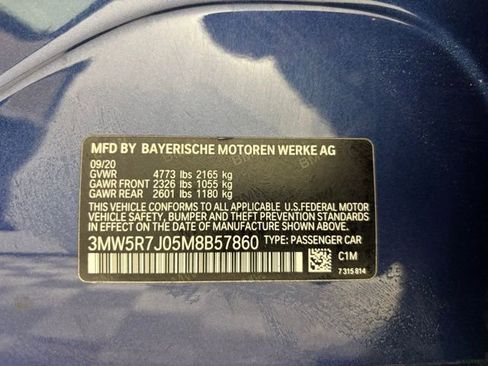 MFD BY BAYERISCHE MOTOREN WERKE AG
09/20
GVWR 4773 lbs 2165 kg
GAWR FRONT 2326 lbs 1055 kg
GAWR REAR 2601 lbs 1180 kg
THIS VEHICLE CONFORMS TO ALL APPLICABLE U.S.FEDERAL MOTOR
VEHICLE SAFETY, BUMPER AND THEFT PREVENTION STANDARDS IN
EFFECT ON THE DATE OF MANUFACTURE SHOWN ABOVE.
3MW5R7J05M8B57860 TYPE: PASSENGER CAR
C1M
7 315 814